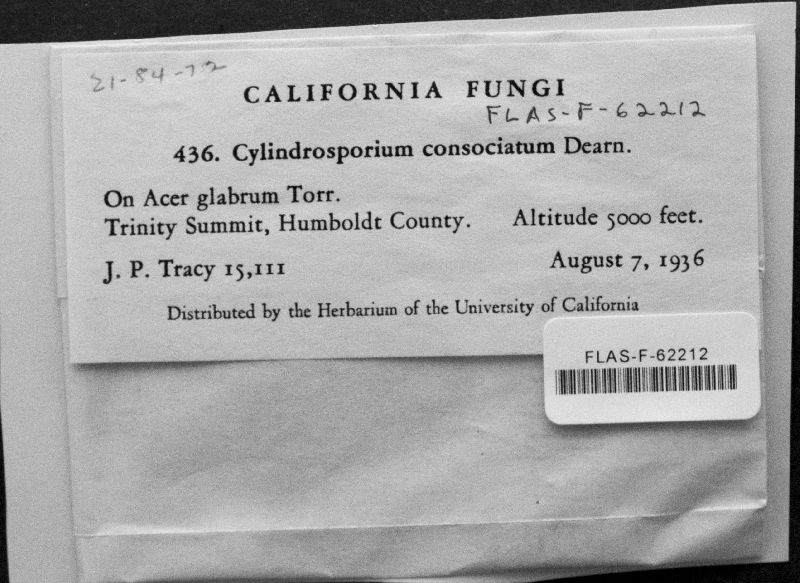 21-84-72
CALIFORNIA FUNGI
FLAS-F-62212
436. Cylindrosporium consociatum Dearn.
On Acer glabrum Torr.
Trinity Summit, Humboldt County. Altitude 5000 feet.
J. P. Tracy 15,111 August 7, 1936
Distributed by the Herbarium of the University of California
FLAS-F-62212